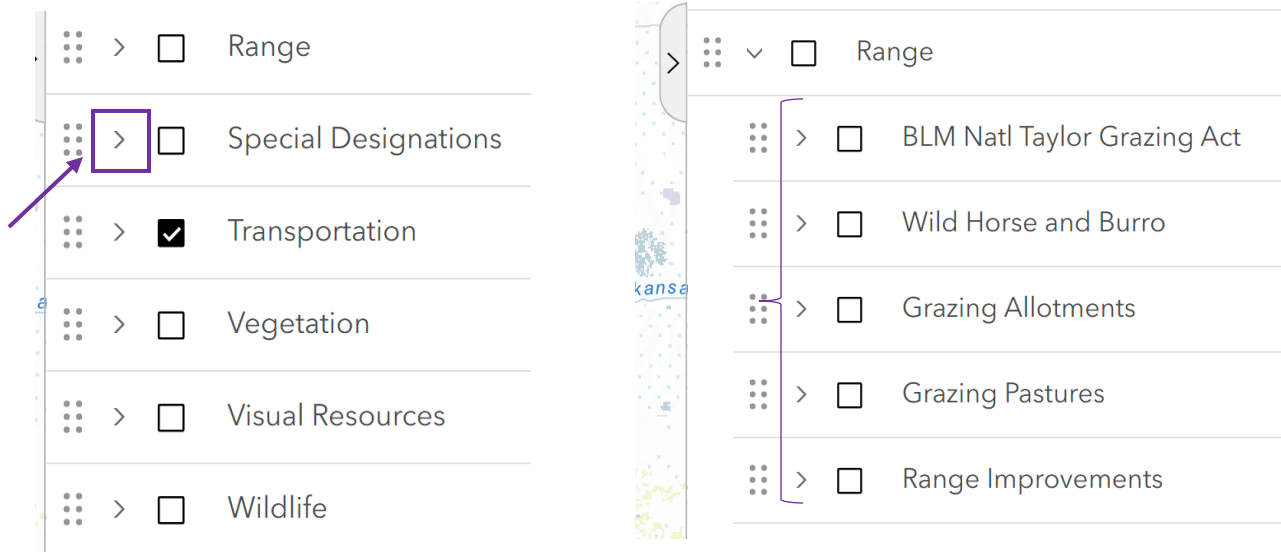 Range
Special Designations
Transportation
Vegetation
Visual Resources
Wildlife
a
Range
BLM Natl Taylor Grazing Act
Wild Horse and Burro
Grazing Allotments
Grazing Pastures
Range Improvements
kansa